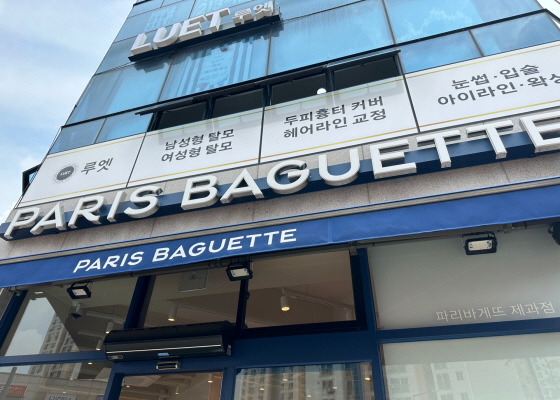 LUET 루엣
눈썹·입술
아이라인·왁싱
두피흉터 커버
헤어라인 교정
남성형 탈모
여성형 탈모
LUET 루엣
PARIS BAGUETTE
PARIS BAGUETTE
파리바게뜨 제과점